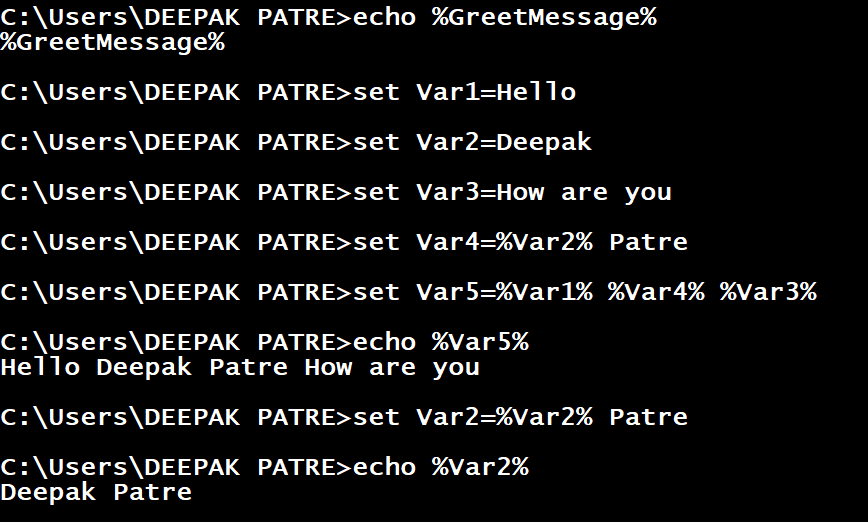 C:\Users\DEEPAK PATRE>echo %GreetMessage%
%GreetMessage%
C:\Users\DEEPAK PATRE>set Var1=Hello
C:\Users\DEEPAK PATRE>set Var2=Deepak
C:\Users\DEEPAK PATRE>set Var3=How are you
C:\Users\DEEPAK PATRE>set Var4=%Var2% Patre
C:\Users\DEEPAK PATRE>set Var5=%Var1% %Var4% %Var3%
C:\Users\DEEPAK PATRE>echo %Var5%
Hello Deepak Patre How are you
C:\Users\DEEPAK PATRE>set Var2=%Var2% Patre
C:\Users\DEEPAK PATRE>echo %Var2%
Deepak Patre